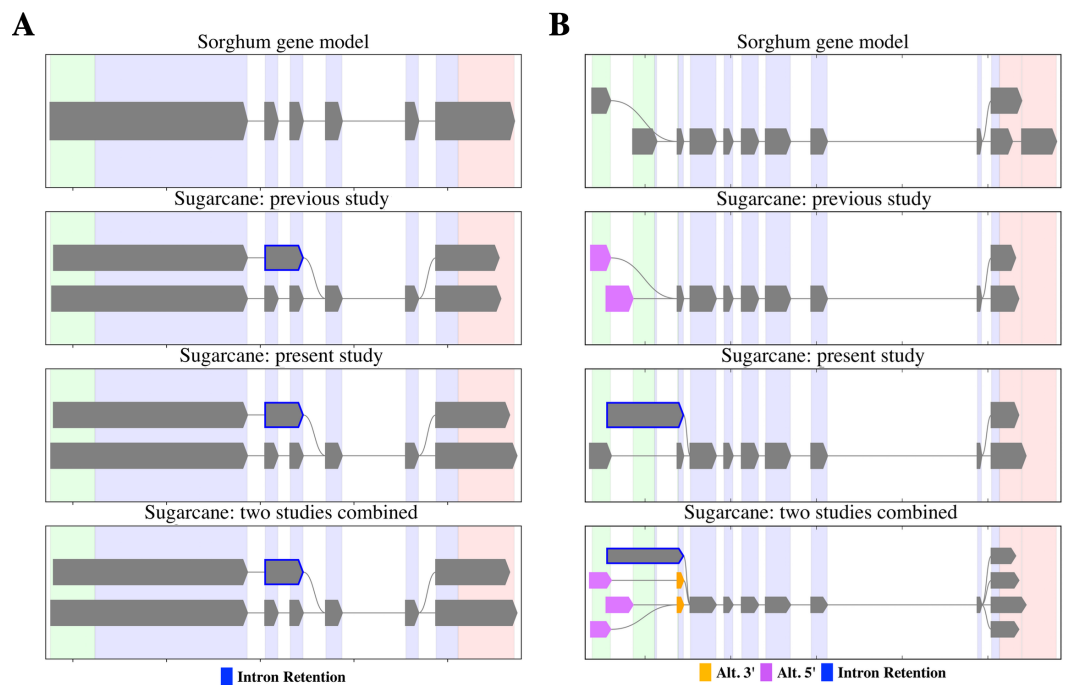 A
Sorghum gene model
Sugarcane: previous study
Sugarcane: present study
Sugarcane: two studies combined
Intron Retention
B
Sorghum gene model
Sugarcane: previous study
Sugarcane: present study
Sugarcane: two studies combined
Alt. 3' Alt. 5' Intron Retention